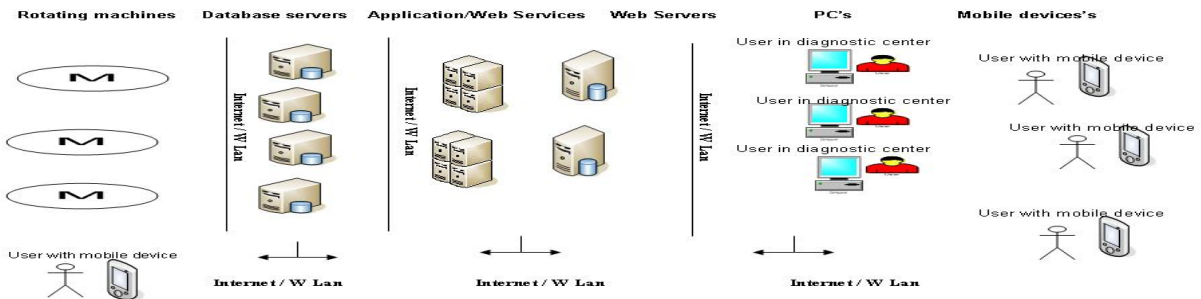 Rotating machines
Database servers
Application/Web Services
Web Servers
PC's
Mobile devices's
M
M
M
User with mobile device
Internet / W Lan
Internet / W Lan
Internet / W Lan
Internet / W Lan
Internet / W Lan
User in diagnostic center
User in diagnostic center
User in diagnostic center
Internet / W Lan
User with mobile device
User with mobile device
User with mobile device